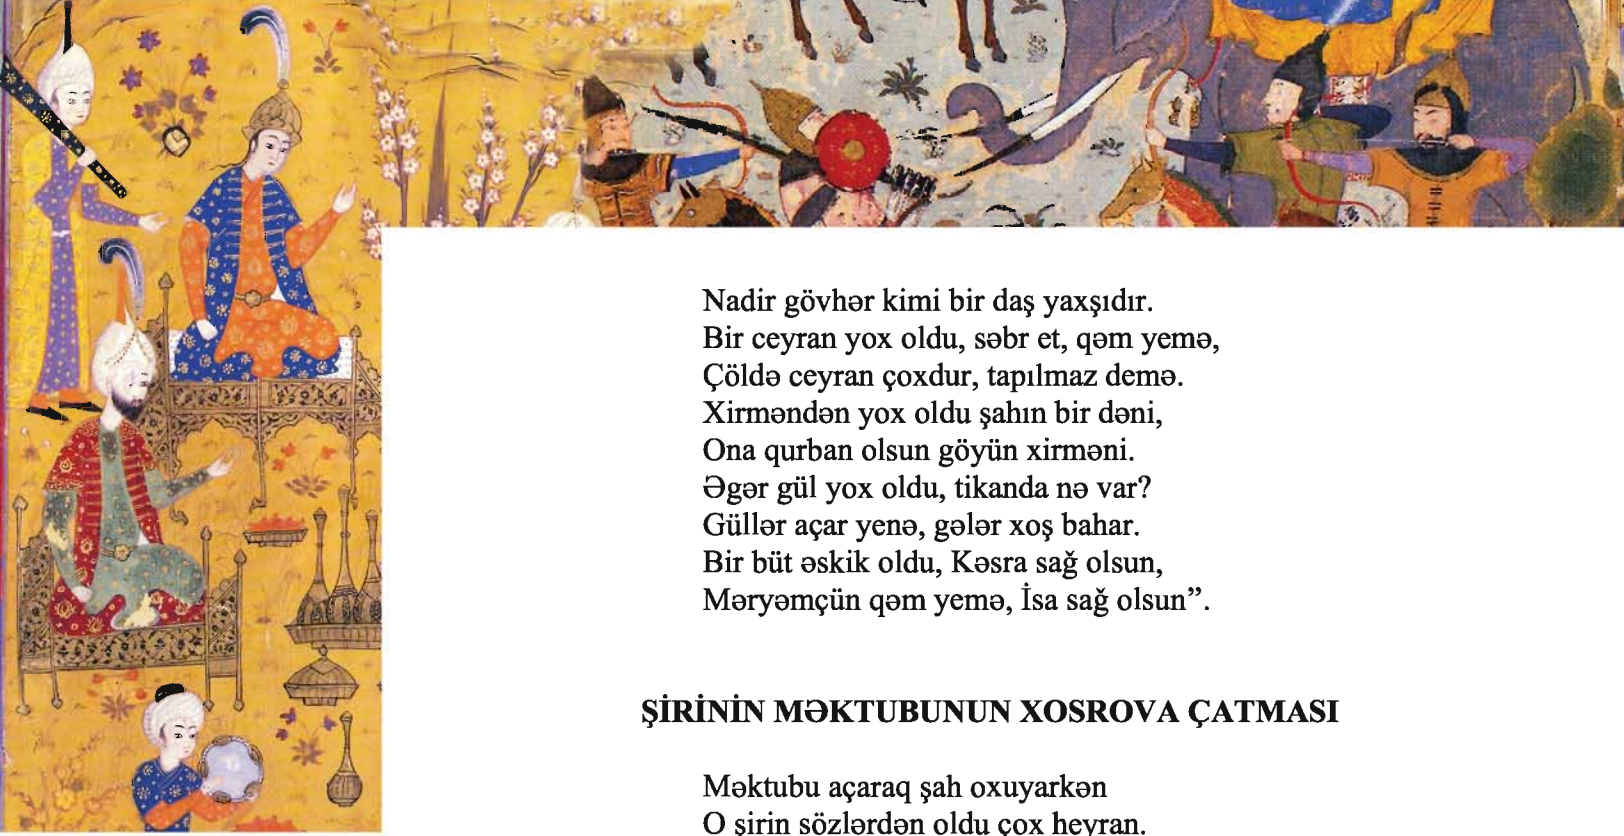 Nadir gövhər kimi bir daş yaxşıdır.
Bir ceyran yox oldu, səbr et, qəm yemə,
Çöldə ceyran çoxdur, tapılmaz demə.
Xirməndən yox oldu şahın bir dəni,
Ona qurban olsun göyün xirməni.
Əgər gül yox oldu, tikanda nə var?
Güllər açar yenə, gələr xoş bahar.
Bir büt əskik oldu, Kəsra sağ olsun,
Məryəmçün qəm yemə, İsa sağ olsun”.
ŞİRİNİN MƏKTUBUNUN XOSROVA ÇATMASI
Məktubu açaraq şah oxuyarkən
O şirin sözlərdən oldu çox heyran.